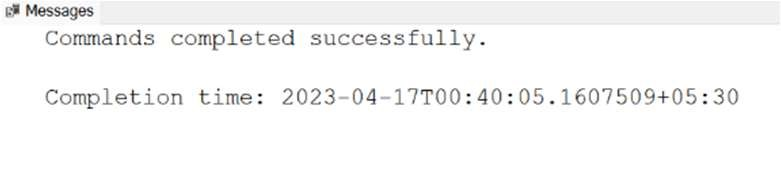 Messages
Commands completed successfully.
Completion time: 2023-04-17T00:40:05.1607509+05:30